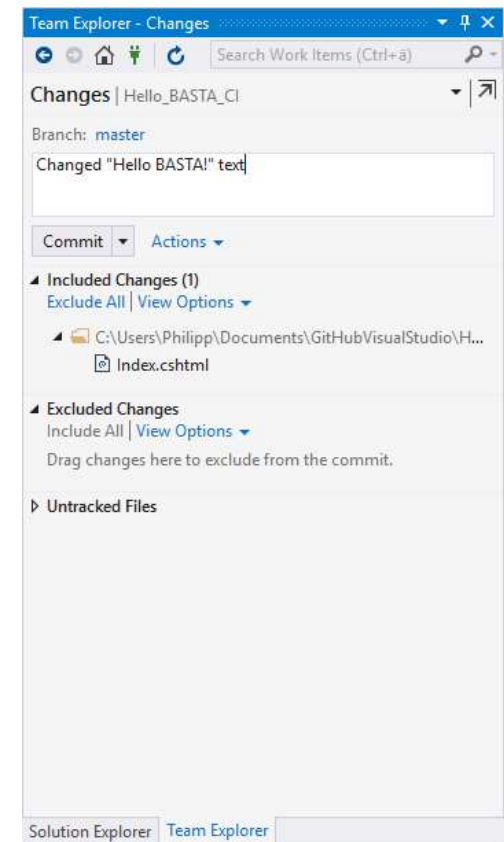 Team Explorer - Changes
Search Work Items (Ctrl+ä)
Changes | Hello_BASTA_CI
Branch: master
Changed "Hello BASTA!" text
Commit Actions
Included Changes (1)
Exclude All | View Options
C:\Users\Philipp\Documents\GitHubVisualStudio\H...
Index.cshtml
Excluded Changes
Include All | View Options
Drag changes here to exclude from the commit.
Untracked Files
Solution Explorer Team Explorer